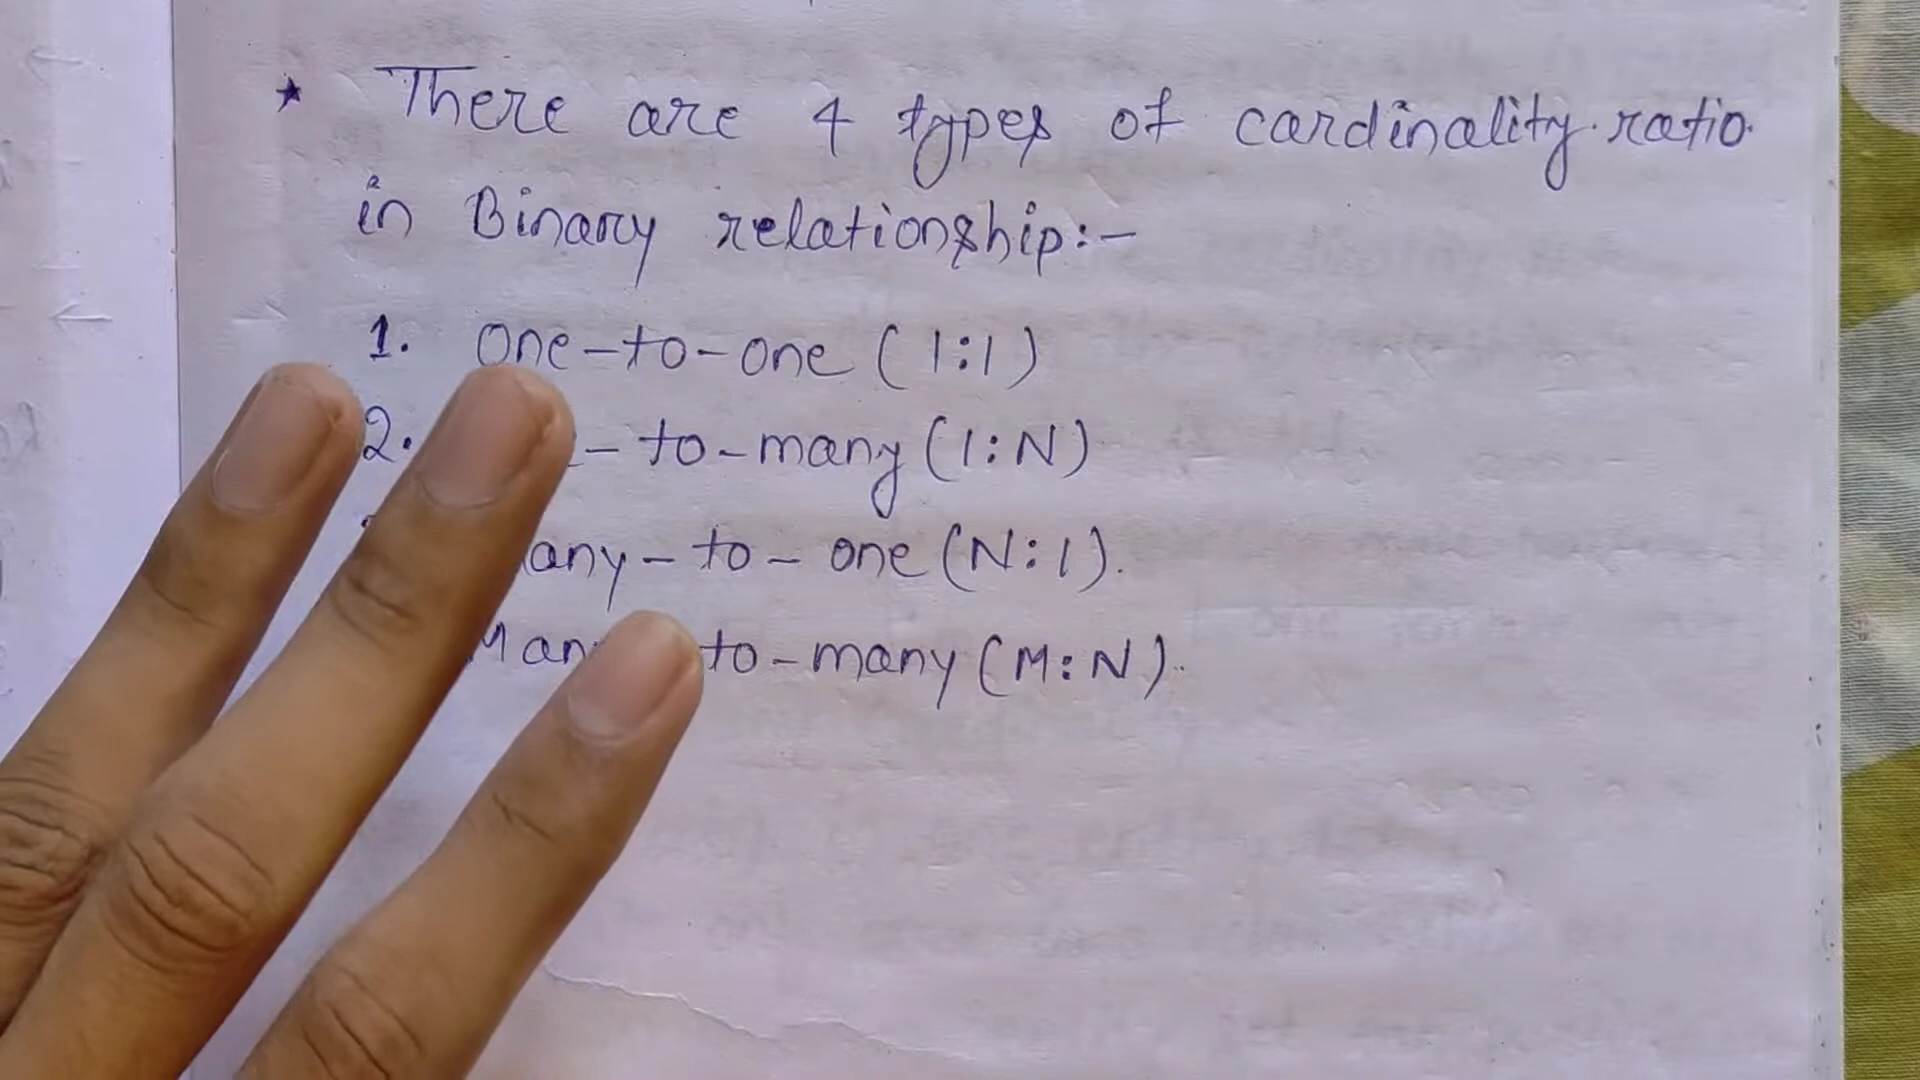 * There are 4 types of cardinality ratio
in Binary relationship:-
1. One-to-one (1:1)
2. - to-many (1:N)
any-to-one (N:1).
Man to-many (M:N).